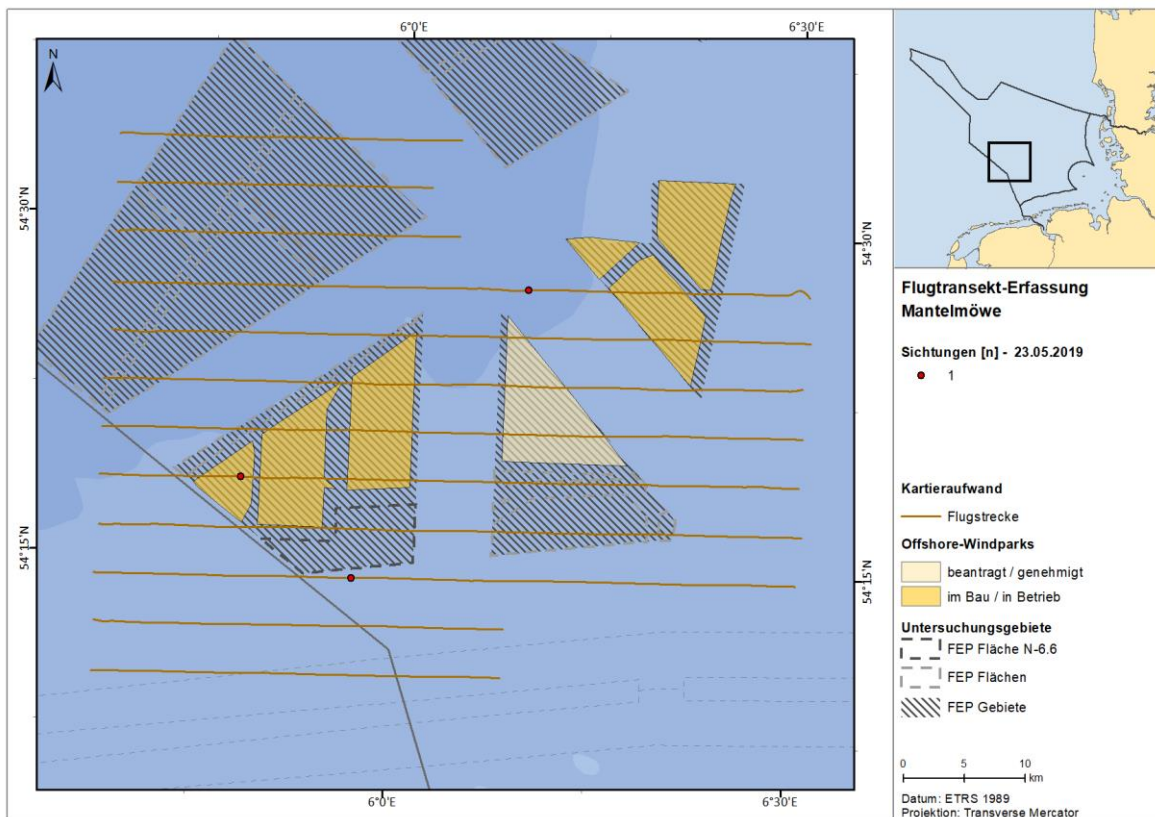 6°0'E
6°30'E
N
54°30'N
54°30'N
54°15'N
54°15'N
6°0'E
6°30'E
Flugtransekt-Erfassung
Mantelmöwe
Sichtungen [n] - 23.05.2019
1
Kartieraufwand
Flugstrecke
Offshore-Windparks
beantragt / genehmigt
im Bau / in Betrieb
Untersuchungsgebiete
FEP Fläche N-6.6
FEP Flächen
FEP Gebiete
0 5 10
km
Datum: ETRS 1989
Projektion: Transverse Mercator